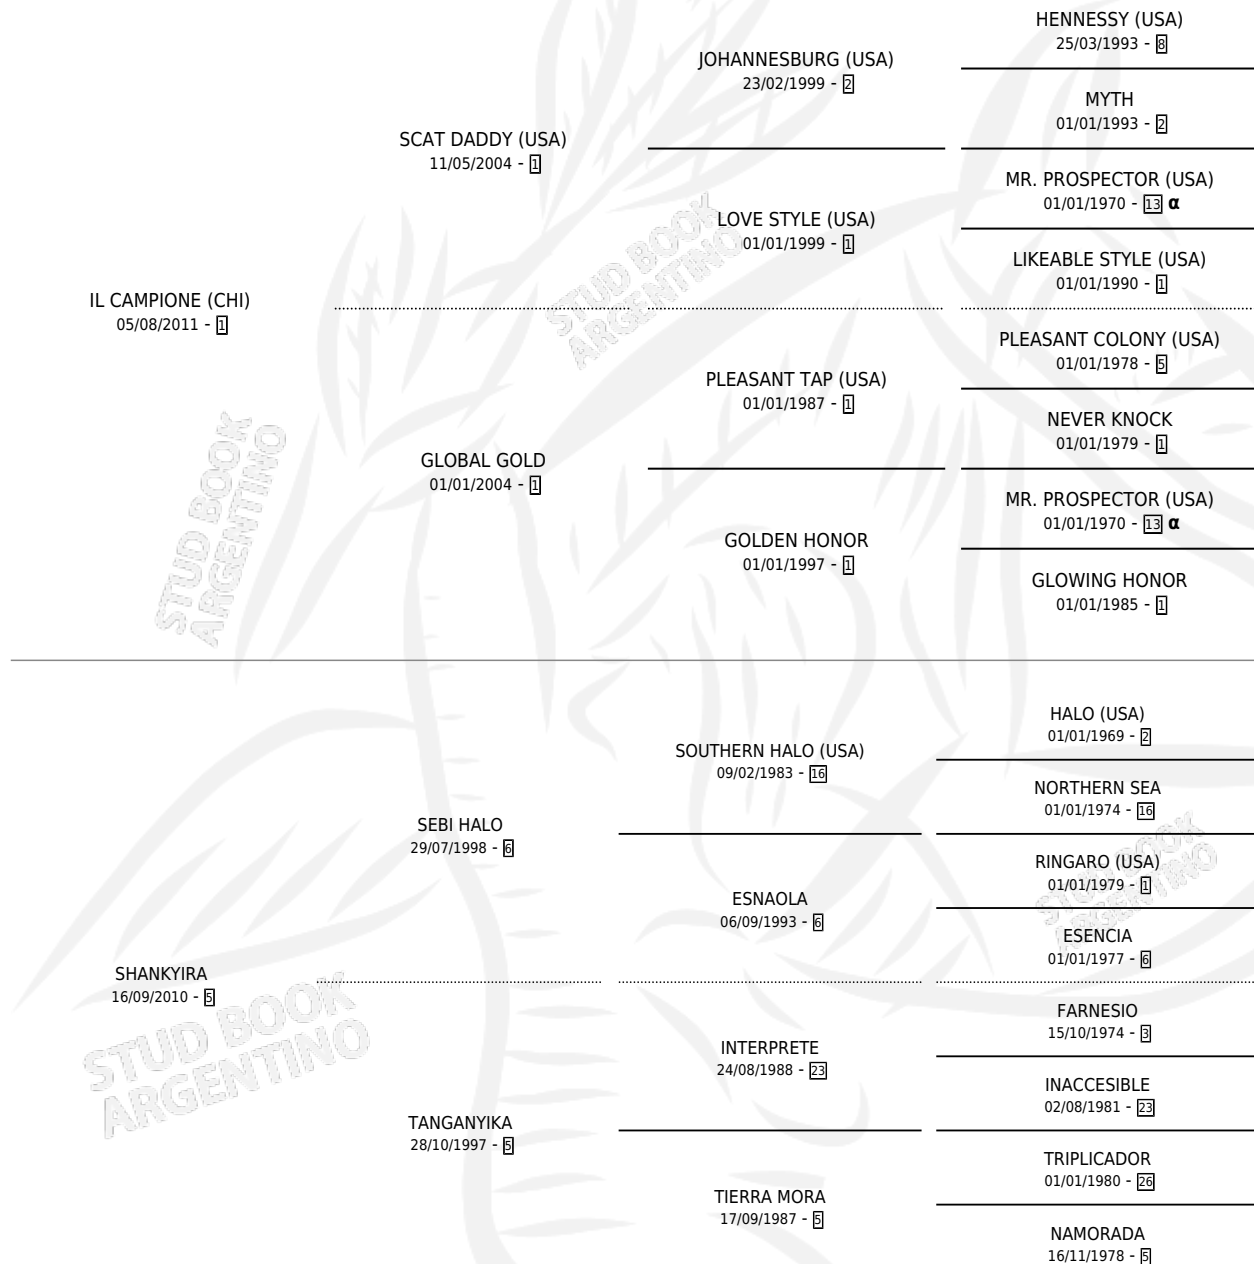 HENNESSY (USA)
25/03/1993 - 8
JOHANNESBURG (USA)
23/02/1999 - 2
MYTH
01/01/1993 - 2
SCAT DADDY (USA)
11/05/2004 - 1
MR. PROSPECTOR (USA)
01/01/1970 - 13 α
LOVE STYLE (USA)
01/01/1999 - 1
LIKEABLE STYLE (USA)
01/01/1990 - 1
IL CAMPIONE (CHI)
05/08/2011 - 1
PLEASANT COLONY (USA)
01/01/1978 - 5
PLEASANT TAP (USA)
01/01/1987 - 1
NEVER KNOCK
01/01/1979 - 1
GLOBAL GOLD
01/01/2004 - 1
MR. PROSPECTOR (USA)
01/01/1970 - 13 α
GOLDEN HONOR
01/01/1997 - 1
GLOWING HONOR
01/01/1985 - 1
HALO (USA)
01/01/1969 - 2
SOUTHERN HALO (USA)
09/02/1983 - 16
NORTHERN SEA
01/01/1974 - 16
SEBI HALO
29/07/1998 - 6
RINGARO (USA)
01/01/1979 - 1
ESNAOLA
06/09/1993 - 6
ESENCIA
01/01/1977 - 6
SHANKYIRA
16/09/2010 - 5
FARNESIO
15/10/1974 - 3
INTERPRETE
24/08/1988 - 23
INACCESIBLE
02/08/1981 - 23
TANGANYIKA
28/10/1997 - 5
TRIPLICADOR
01/01/1980 - 26
TIERRA MORA
17/09/1987 - 5
NAMORADA
16/11/1978 - 5
STUD BOOK
ARGENTINO
STUD BOOK
ARGENTINO
STUD BOOK
ARGENTINO
STUD BOOK
ARGENTINO